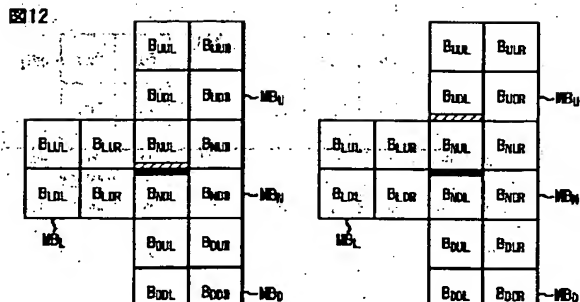 図12
BUUL BUUR BUUL BUUR
BUDL BUDR MBU BUDL BUDR MBU
BLUL BLUR BNUL BNUR BLUL BLUR BNUL BNUR
BLDL BLDR BNDL BNDR MBN BLDL BLDR BNDL BNDR MBN
MBL BDUL BDUR MBL BDUL BDUR
BDDL BDDR MBD BDDL BDDR MBD